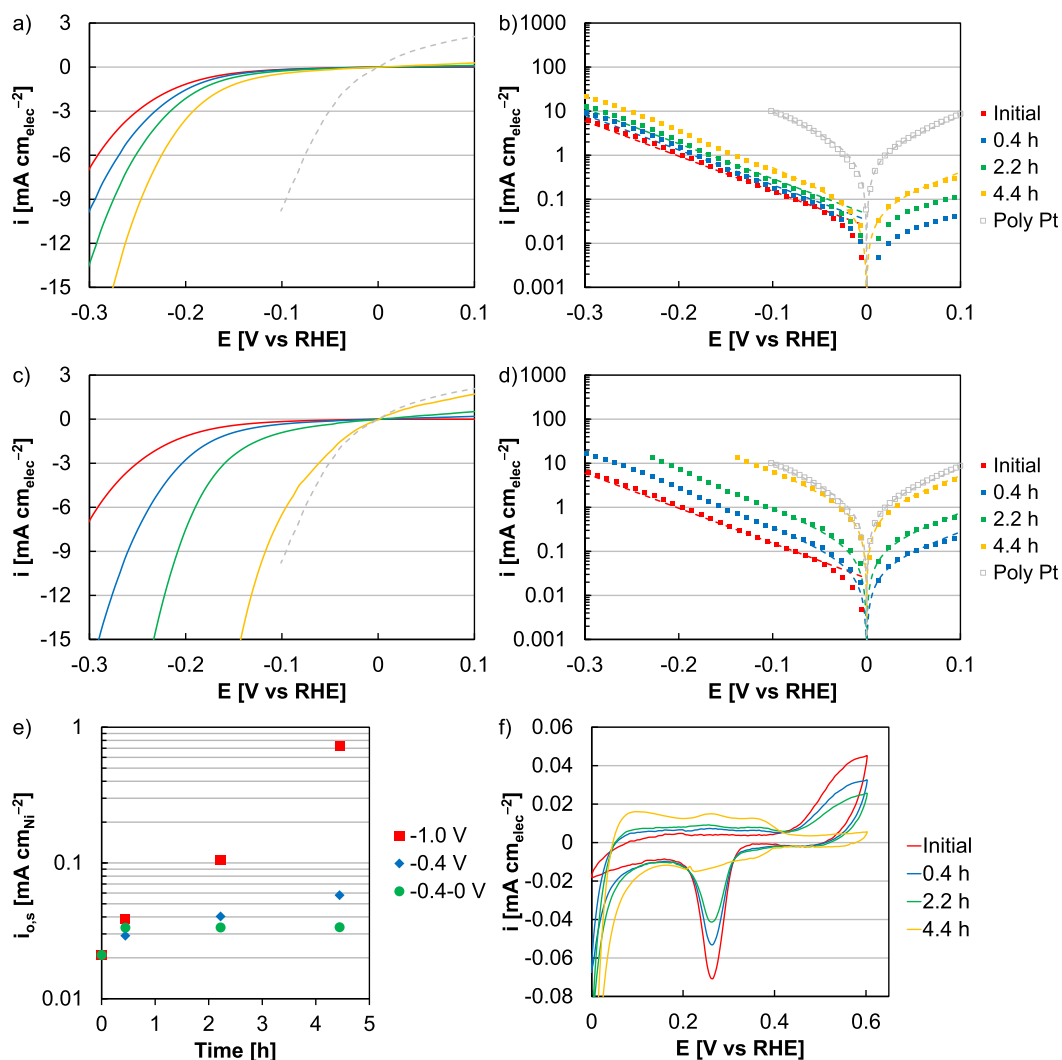 a)
3
0
-3
-6
-9
-12
-15
-0.3 -0.2 -0.1 0 0.1
E [V vs RHE]
i [mA cm_elec⁻²]
b)
1000
100
10
1
0.1
0.01
0.001
-0.3 -0.2 -0.1 0 0.1
E [V vs RHE]
i [mA cm_elec⁻²]
Initial
0.4 h
2.2 h
4.4 h
Poly Pt
c)
3
0
-3
-6
-9
-12
-15
-0.3 -0.2 -0.1 0 0.1
E [V vs RHE]
i [mA cm_elec⁻²]
d)
1000
100
10
1
0.1
0.01
0.001
-0.3 -0.2 -0.1 0 0.1
E [V vs RHE]
i [mA cm_elec⁻²]
Initial
0.4 h
2.2 h
4.4 h
Poly Pt
e)
1
0.1
0.01
0 1 2 3 4 5
Time [h]
i_o,s [mA cm_Ni⁻²]
-1.0 V
-0.4 V
-0.4-0 V
f)
0.06
0.04
0.02
0
-0.02
-0.04
-0.06
-0.08
0 0.2 0.4 0.6
E [V vs RHE]
i [mA cm_elec⁻²]
Initial
0.4 h
2.2 h
4.4 h